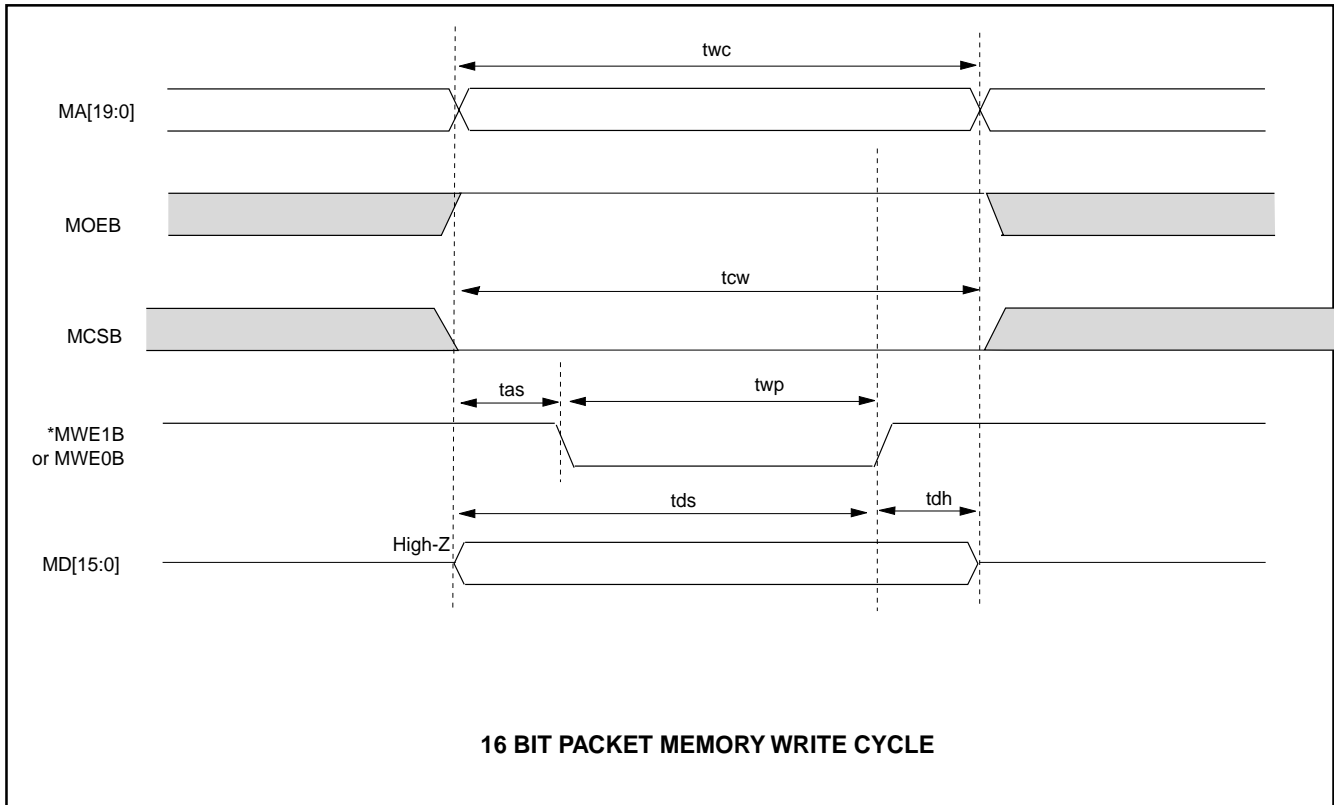 twc
MA[19:0]
MOEB
tcw
MCSB
tas
twp
*MWE1B
or MWE0B
tds
tdh
High-Z
MD[15:0]
16 BIT PACKET MEMORY WRITE CYCLE